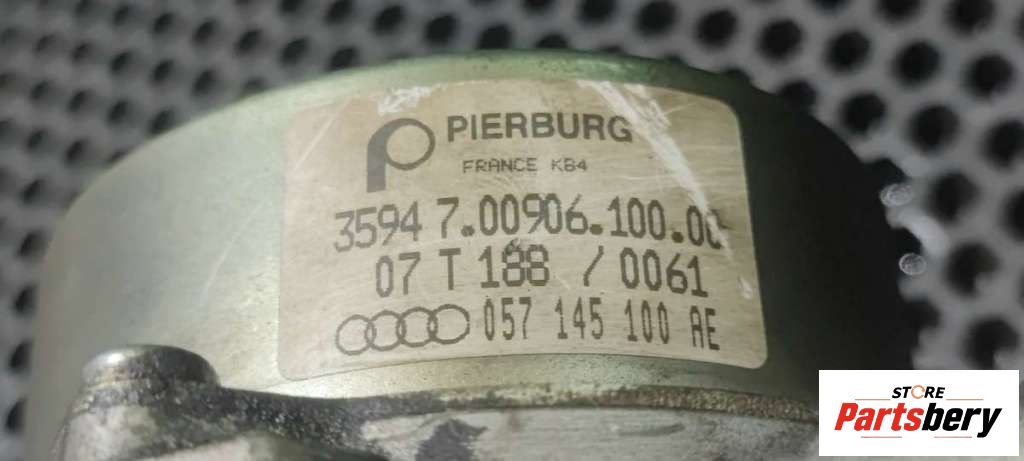 PIERBURG
FRANCE KB4
3594 7.00906.100.00
07 T 188 / 0061
057 145 100 AE
STORE
Partsbery